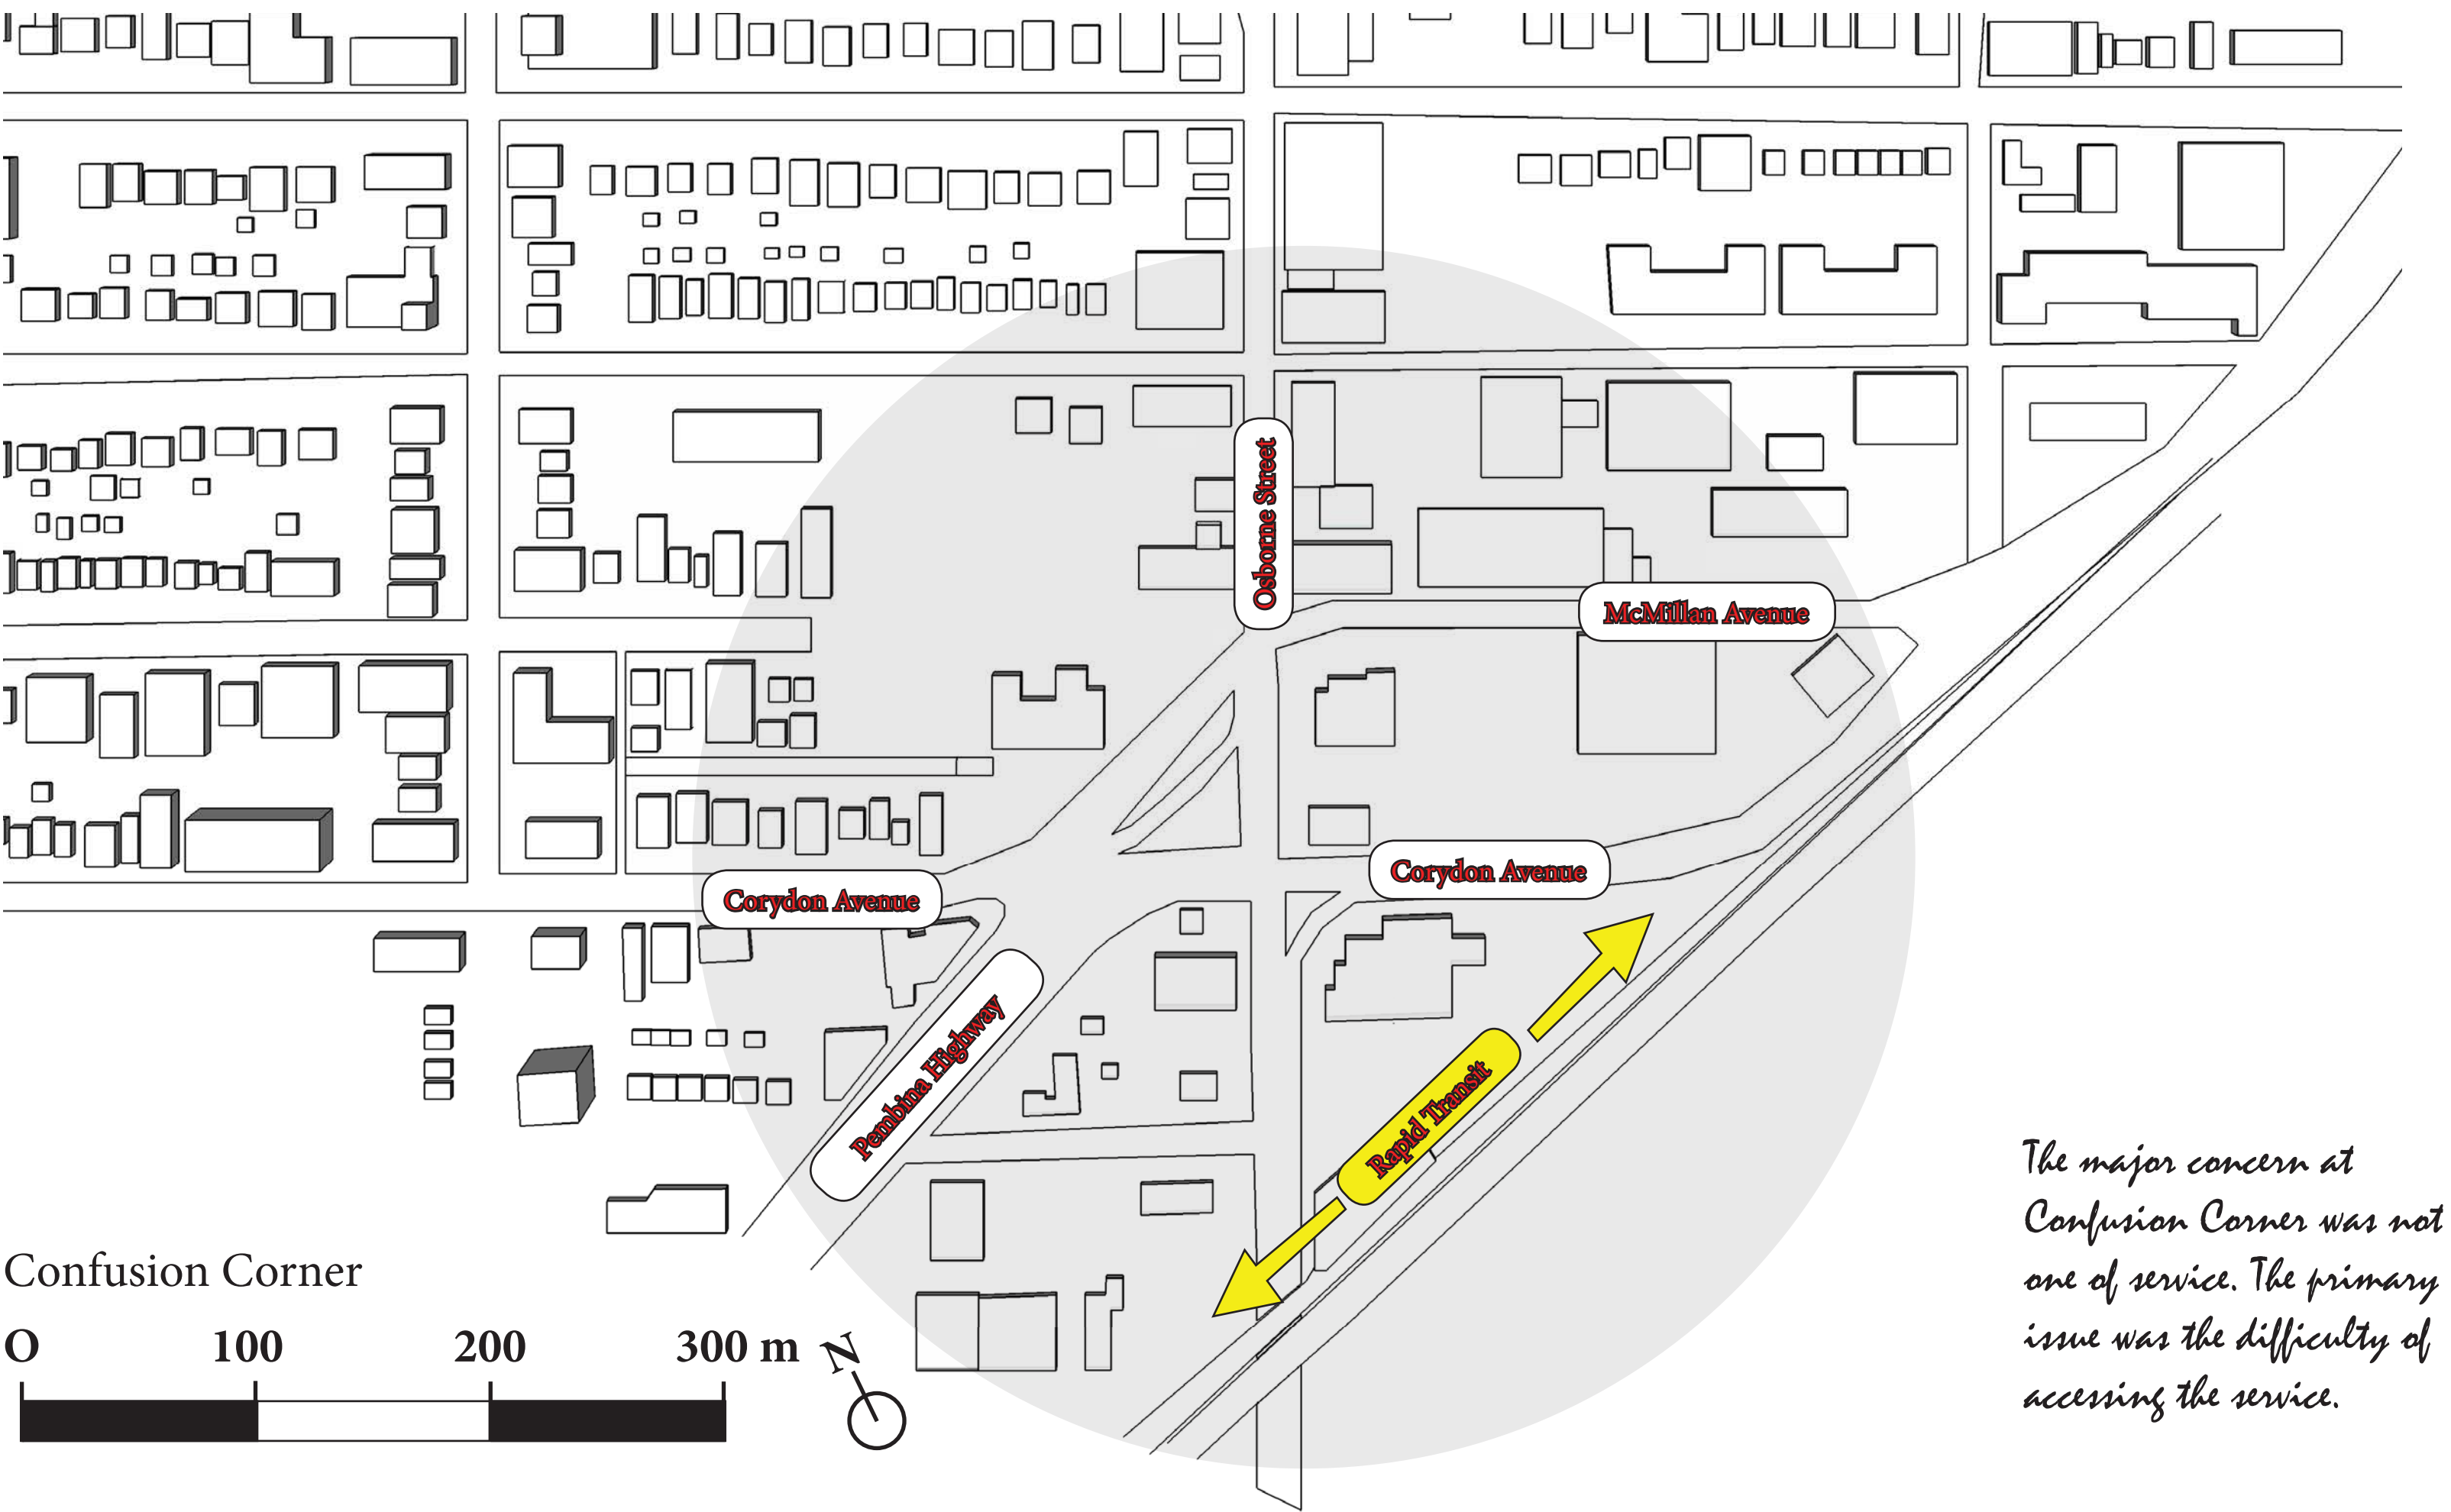 Osborne Street
McMillan Avenue
Corydon Avenue
Corydon Avenue
Pembina Highway
Rapid Transit
The major concern at
Confusion Corner was not
one of service. The primary
issue was the difficulty of
accessing the service.
Confusion Corner
O 100 200 300 m
N